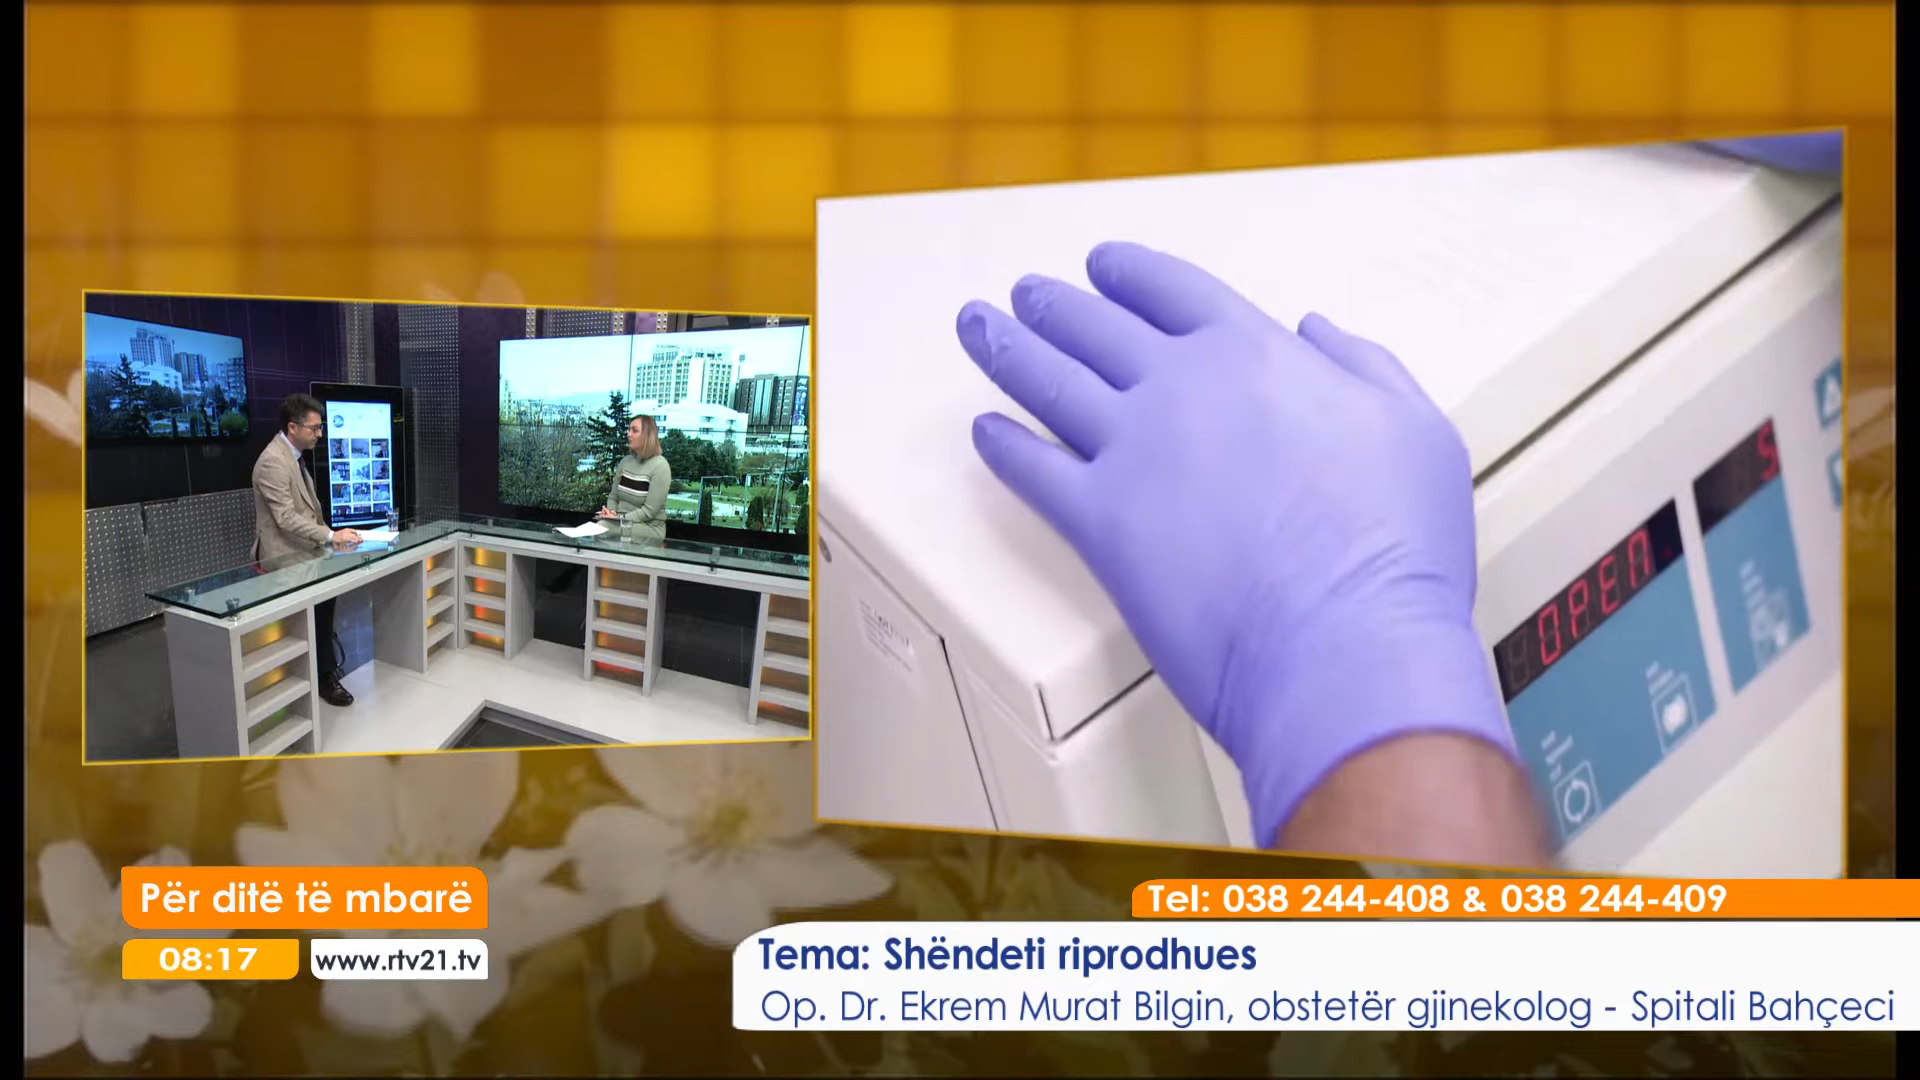 OPEN
Për ditë të mbarë
08:17
www.rtv21.tv
Tel: 038 244-408 & 038 244-409
Tema: Shëndeti riprodhues
Op. Dr. Ekrem Murat Bilgin, obstetër gjinekolog - Spitali Bahçeci